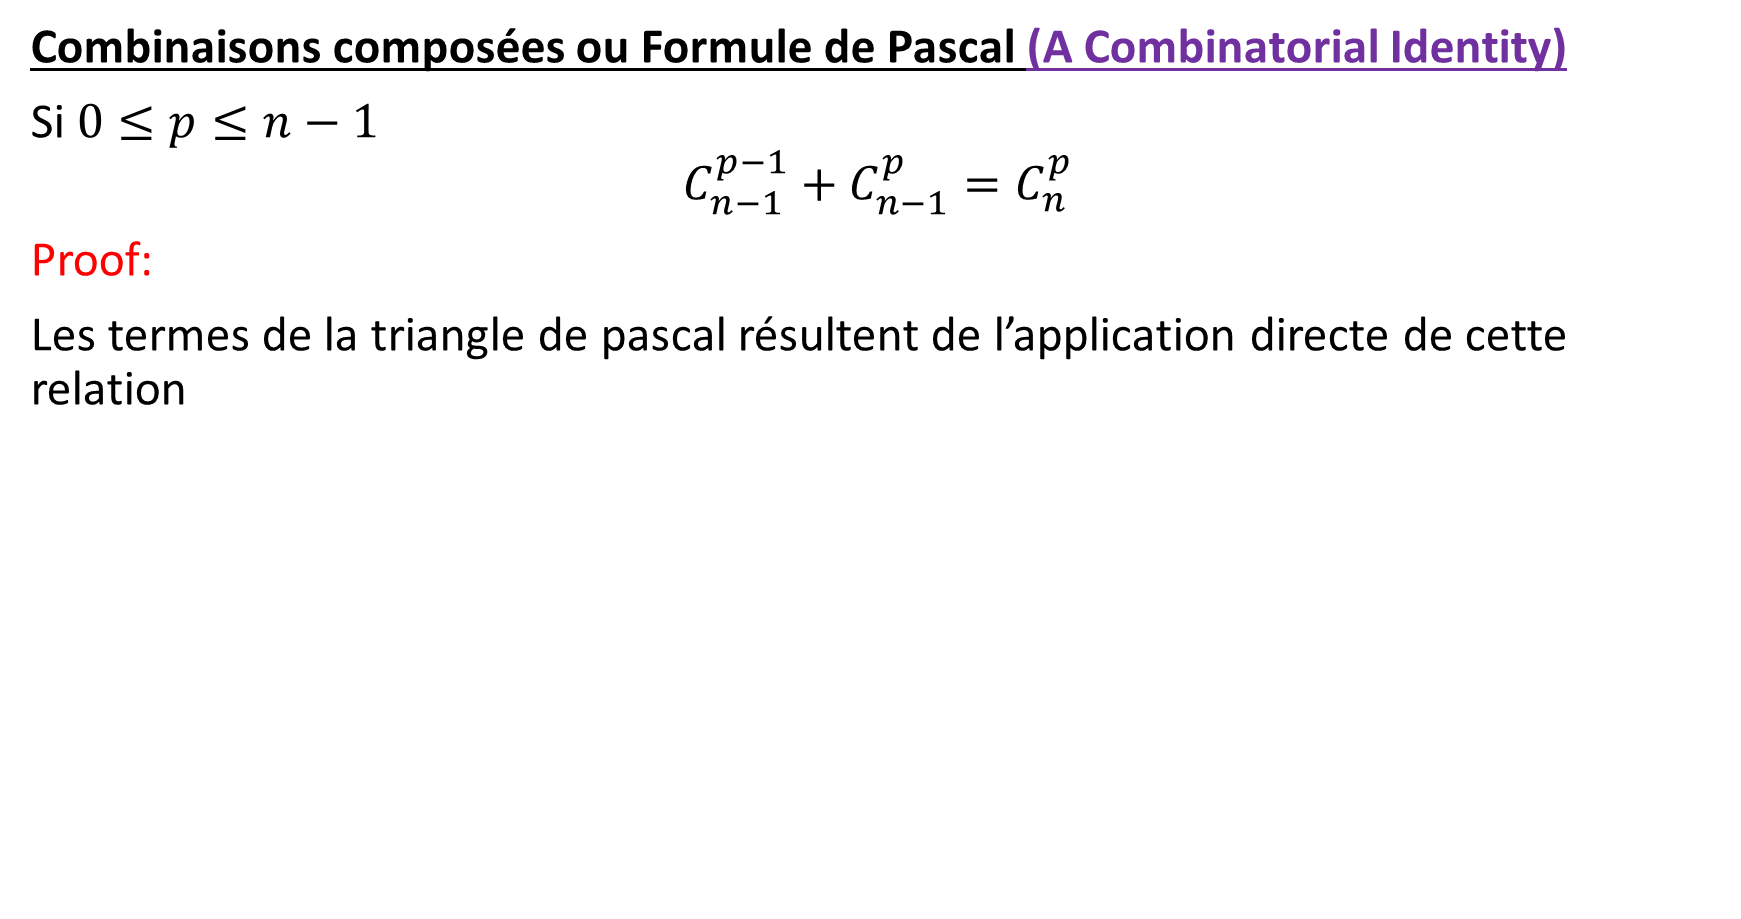 Combinaisons composées ou Formule de Pascal (A Combinatorial Identity)
Si 0 ≤ p ≤ n − 1
C_{n−1}^{p−1} + C_{n−1}^{p} = C_{n}^{p}
Proof:
Les termes de la triangle de pascal résultent de l’application directe de cette
relation